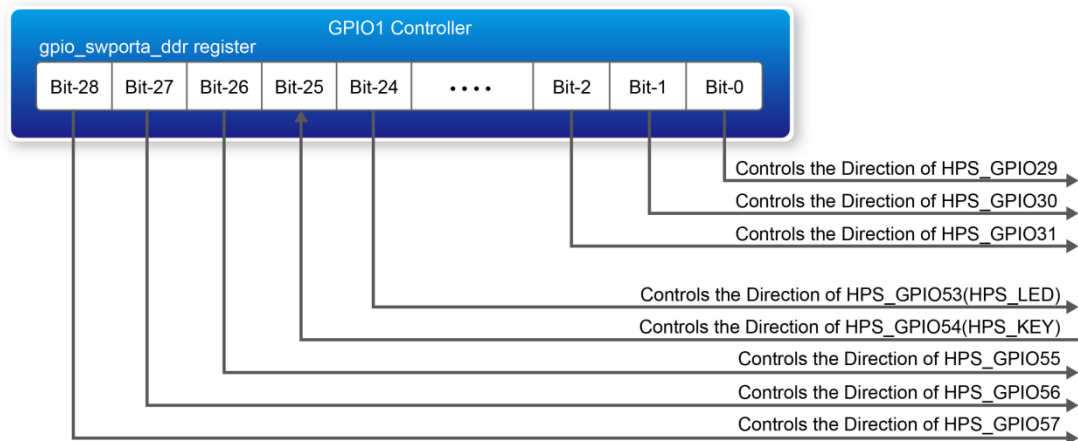 GPIO1 Controller
gpio_swporta_ddr register
Bit-28 Bit-27 Bit-26 Bit-25 Bit-24 •••• Bit-2 Bit-1 Bit-0
Controls the Direction of HPS_GPIO29
Controls the Direction of HPS_GPIO30
Controls the Direction of HPS_GPIO31
Controls the Direction of HPS_GPIO53(HPS_LED)
Controls the Direction of HPS_GPIO54(HPS_KEY)
Controls the Direction of HPS_GPIO55
Controls the Direction of HPS_GPIO56
Controls the Direction of HPS_GPIO57